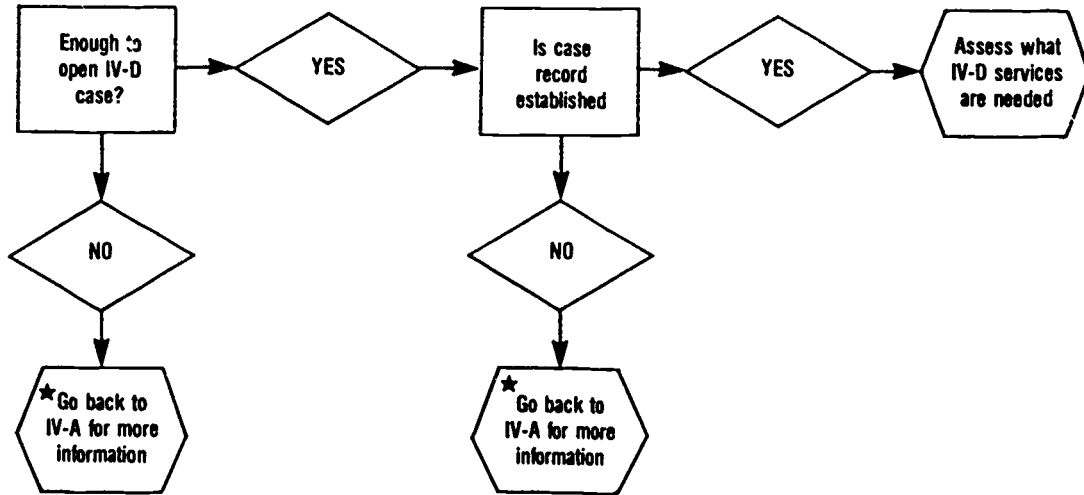 Enough to
open IV-D
case?
YES
Is case
record
established
YES
Assess what
IV-D services
are needed
NO
NO
★ Go back to
IV-A for more
information
★ Go back to
IV-A for more
information